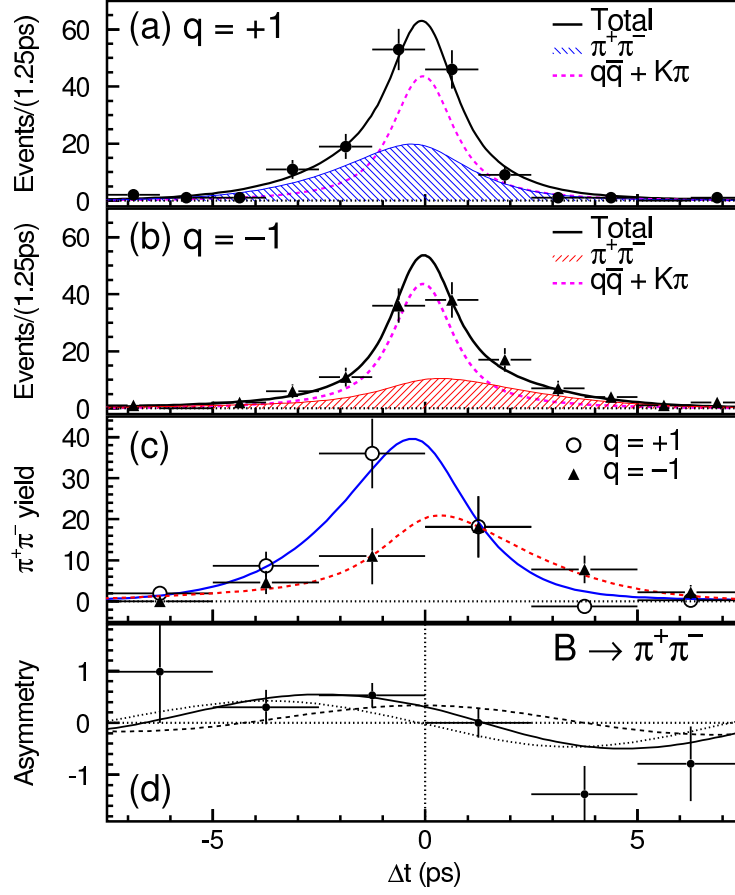 (a) q = +1
Total
π⁺π⁻
qq̅ + Kπ
Events/(1.25ps)
60
40
20
0
(b) q = −1
Total
π⁺π⁻
qq̅ + Kπ
Events/(1.25ps)
60
40
20
0
(c)
q = +1
q = −1
π⁺π⁻ yield
40
30
20
10
0
B → π⁺π⁻
Asymmetry
1
0
-1
(d)
-5 0 5
Δt (ps)